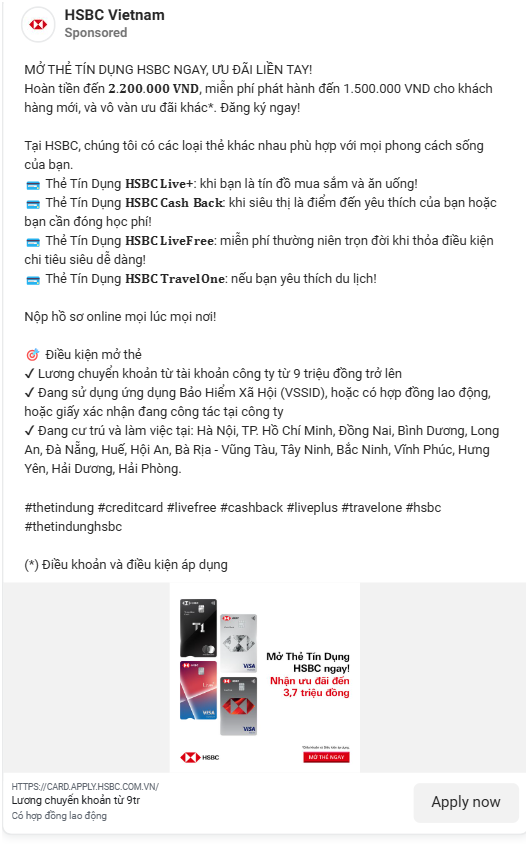 HSBC Vietnam
Sponsored
MỞ THẺ TÍN DỤNG HSBC NGAY, ƯU ĐÃI LIỀN TAY!
Hoàn tiền đến 2.200.000 VND, miễn phí phát hành đến 1.500.000 VND cho khách
hàng mới, và vô vàn ưu đãi khác*. Đăng ký ngay!
Tại HSBC, chúng tôi có các loại thẻ khác nhau phù hợp với mọi phong cách sống
của bạn.
💳 Thẻ Tín Dụng HSBC Live+: khi bạn là tín đồ mua sắm và ăn uống!
💳 Thẻ Tín Dụng HSBC Cash Back: khi siêu thị là điểm đến yêu thích của bạn hoặc
bạn cần đóng học phí!
💳 Thẻ Tín Dụng HSBC LiveFree: miễn phí thường niên trọn đời khi thỏa điều kiện
chi tiêu siêu dễ dàng!
💳 Thẻ Tín Dụng HSBC TravelOne: nếu bạn yêu thích du lịch!
Nộp hồ sơ online mọi lúc mọi nơi!
🎯 Điều kiện mở thẻ
✓ Lương chuyển khoản từ tài khoản công ty từ 9 triệu đồng trở lên
✓ Đang sử dụng ứng dụng Bảo Hiểm Xã Hội (VSSID), hoặc có hợp đồng lao động,
hoặc giấy xác nhận đang công tác tại công ty
✓ Đang cư trú và làm việc tại: Hà Nội, TP. Hồ Chí Minh, Đồng Nai, Bình Dương, Long
An, Đà Nẵng, Huế, Hội An, Bà Rịa - Vũng Tàu, Tây Ninh, Bắc Ninh, Vĩnh Phúc, Hưng
Yên, Hải Dương, Hải Phòng.
#thetindung #creditcard #livefree #cashback #liveplus #travelone #hsbc
#thetindunghsbc
(*) Điều khoản và điều kiện áp dụng
Mở Thẻ Tín Dụng
HSBC ngay!
Nhận ưu đãi đến
3,7 triệu đồng
VISA
VISA
VISA
*Điều khoản và Điều kiện áp dụng
HSBC
MỞ THẺ NGAY
HTTPS://CARD.APPLY.HSBC.COM.VN/
Lương chuyển khoản từ 9tr
Có hợp đồng lao động
Apply now